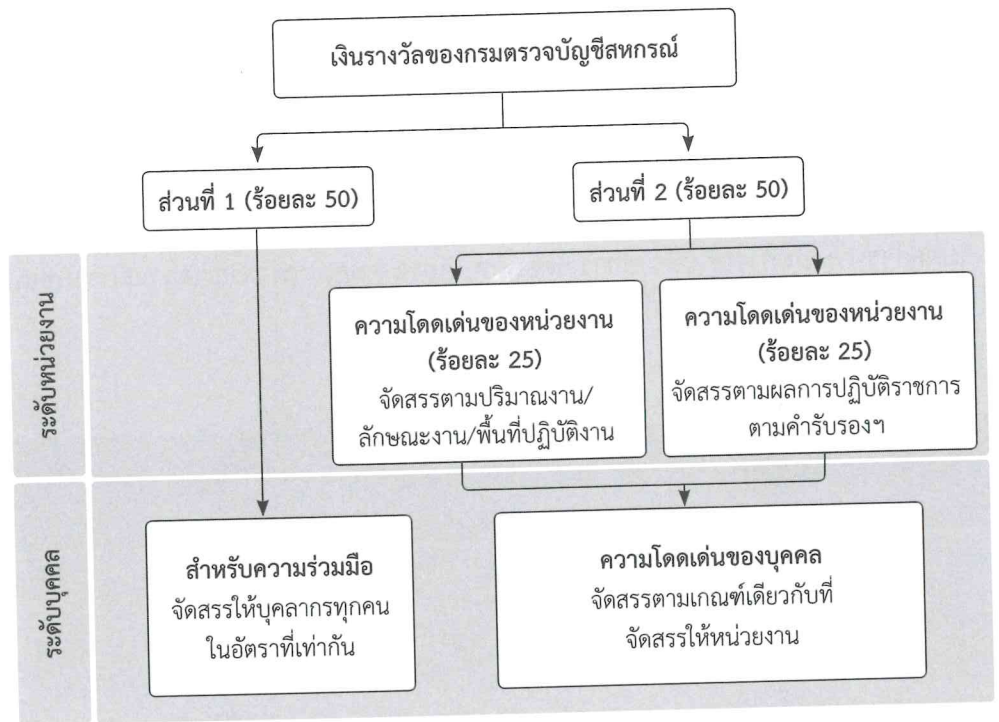 เงินรางวัลของกรมตรวจบัญชีสหกรณ์
ส่วนที่ 1 (ร้อยละ 50)
ส่วนที่ 2 (ร้อยละ 50)
ระดับหน่วยงาน
ความโดดเด่นของหน่วยงาน
(ร้อยละ 25)
จัดสรรตามปริมาณงาน/
ลักษณะงาน/พื้นที่ปฏิบัติงาน
ความโดดเด่นของหน่วยงาน
(ร้อยละ 25)
จัดสรรตามผลการปฏิบัติราชการ
ตามคำรับรองฯ
ระดับบุคคล
สำหรับความร่วมมือ
จัดสรรให้บุคลากรทุกคน
ในอัตราที่เท่ากัน
ความโดดเด่นของบุคคล
จัดสรรตามเกณฑ์เดียวกับที่
จัดสรรให้หน่วยงาน